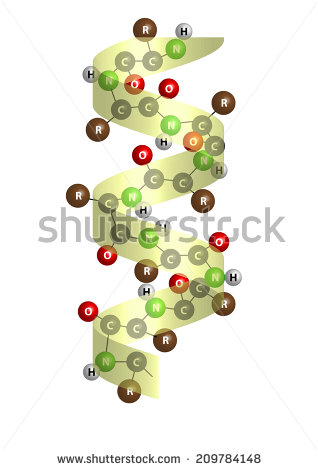 R H
N
C C
H N O O
C C R
R N C
H O C
O N H
C C
R N C R
H
shutterstock
H C N O
O C C
R N H
H O C R
O N C
C C R
N C
H
R
www.shutterstock.com · 209784148